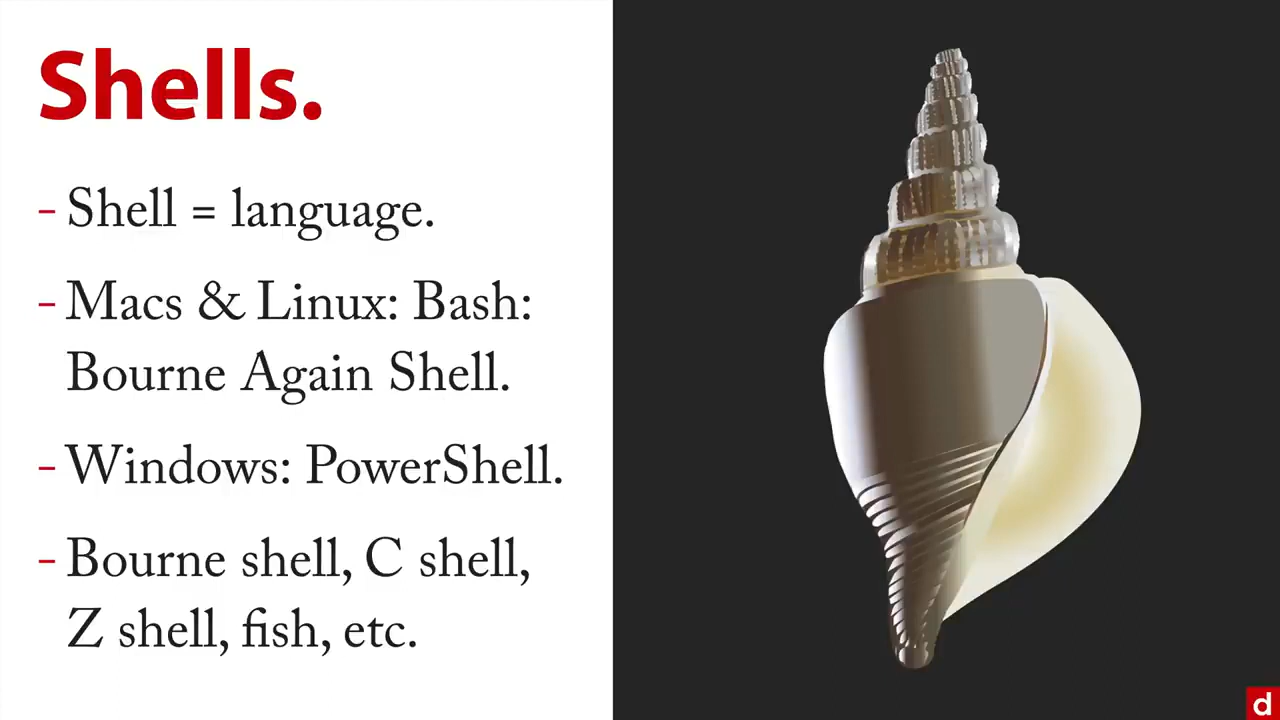 Shells.
– Shell = language.
– Macs & Linux: Bash:
Bourne Again Shell.
– Windows: PowerShell.
– Bourne shell, C shell,
Z shell, fish, etc.
d